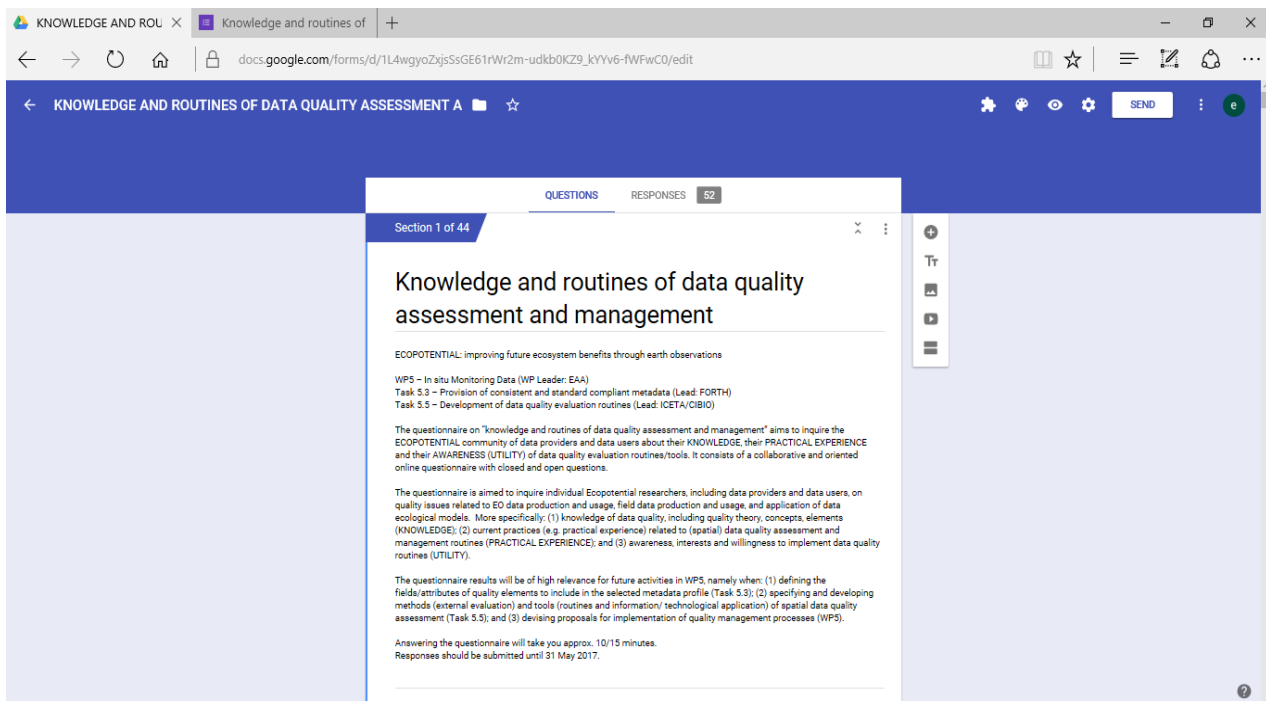 KNOWLEDGE AND ROU
Knowledge and routines of
docs.google.com/forms/d/1L4wgyoZxjsSsGE61rWr2m-udkb0KZ9_kYYv6-fWFwC0/edit
KNOWLEDGE AND ROUTINES OF DATA QUALITY ASSESSMENT A
SEND
e
QUESTIONS RESPONSES 52
Section 1 of 44
Tт
Knowledge and routines of data quality
assessment and management
ECOPOTENTIAL: improving future ecosystem benefits through earth observations
WP5 – In situ Monitoring Data (WP Leader: EAA)
Task 5.3 – Provision of consistent and standard compliant metadata (Lead: FORTH)
Task 5.5 – Development of data quality evaluation routines (Lead: ICETA/CIBIO)
The questionnaire on "knowledge and routines of data quality assessment and management" aims to inquire the
ECOPOTENTIAL community of data providers and data users about their KNOWLEDGE, their PRACTICAL EXPERIENCE
and their AWARENESS (UTILITY) of data quality evaluation routines/tools. It consists of a collaborative and oriented
online questionnaire with closed and open questions.
The questionnaire is aimed to inquire individual Ecopotential researchers, including data providers and data users, on
quality issues related to EO data production and usage, field data production and usage, and application of data
ecological models. More specifically: (1) knowledge of data quality, including quality theory, concepts, elements
(KNOWLEDGE); (2) current practices (e.g. practical experience) related to (spatial) data quality assessment and
management routines (PRACTICAL EXPERIENCE); and (3) awareness, interests and willingness to implement data quality
routines (UTILITY).
The questionnaire results will be of high relevance for future activities in WP5, namely when: (1) defining the
fields/attributes of quality elements to include in the selected metadata profile (Task 5.3); (2) specifying and developing
methods (external evaluation) and tools (routines and information/ technological application) of spatial data quality
assessment (Task 5.5); and (3) devising proposals for implementation of quality management processes (WP5).
Answering the questionnaire will take you approx. 10/15 minutes.
Responses should be submitted until 31 May 2017.